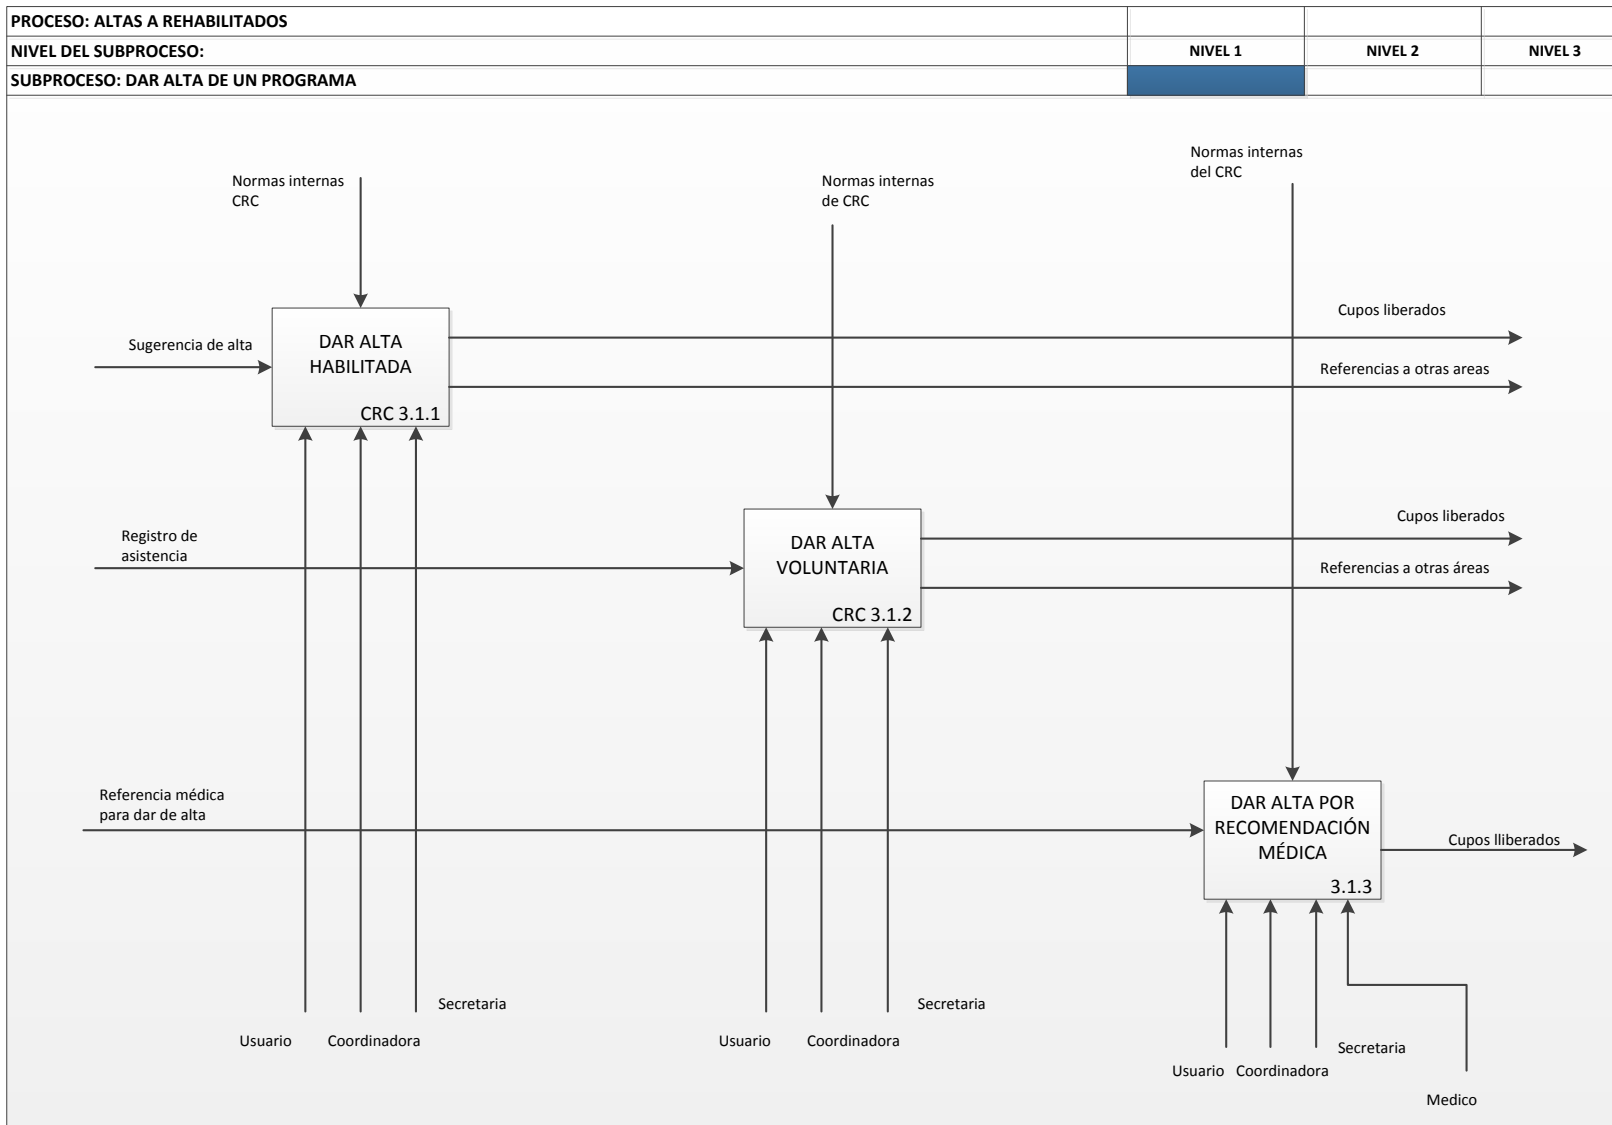 PROCESO: ALTAS A REHABILITADOS
NIVEL DEL SUBPROCESO:
NIVEL 1
NIVEL 2
NIVEL 3
SUBPROCESO: DAR ALTA DE UN PROGRAMA
Normas internas
CRC
Normas internas
de CRC
Normas internas
del CRC
Sugerencia de alta
DAR ALTA
HABILITADA
CRC 3.1.1
Cupos liberados
Referencias a otras areas
Registro de
asistencia
DAR ALTA
VOLUNTARIA
CRC 3.1.2
Cupos liberados
Referencias a otras áreas
Referencia médica
para dar de alta
DAR ALTA POR
RECOMENDACIÓN
MÉDICA
3.1.3
Cupos lliberados
Usuario
Coordinadora
Secretaria
Usuario
Coordinadora
Secretaria
Usuario
Coordinadora
Secretaria
Medico